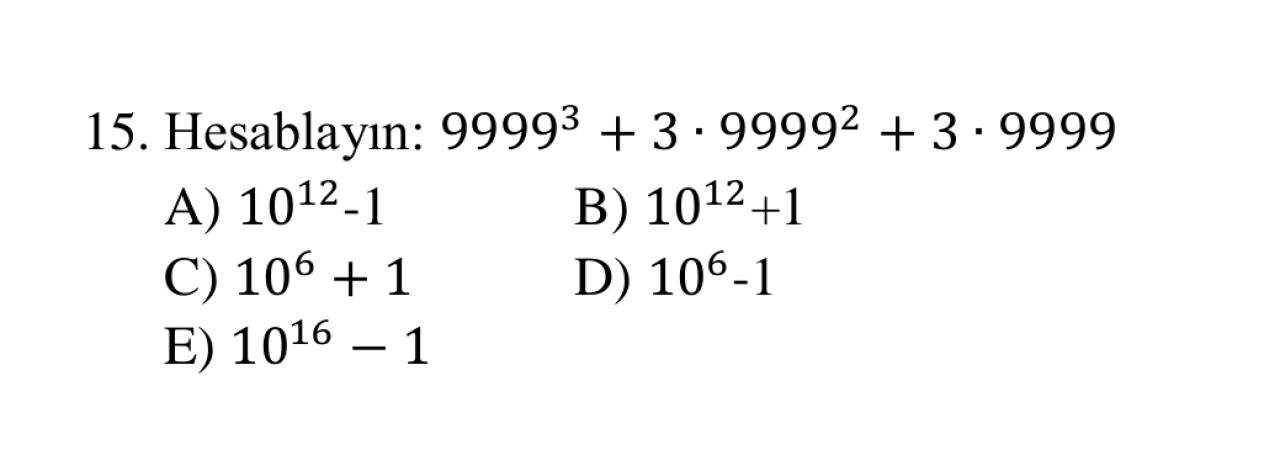 15. Hesablayın: 9999³ + 3 · 9999² + 3 · 9999
A) 10¹²-1 B) 10¹²+1
C) 10⁶ + 1 D) 10⁶-1
E) 10¹⁶ − 1